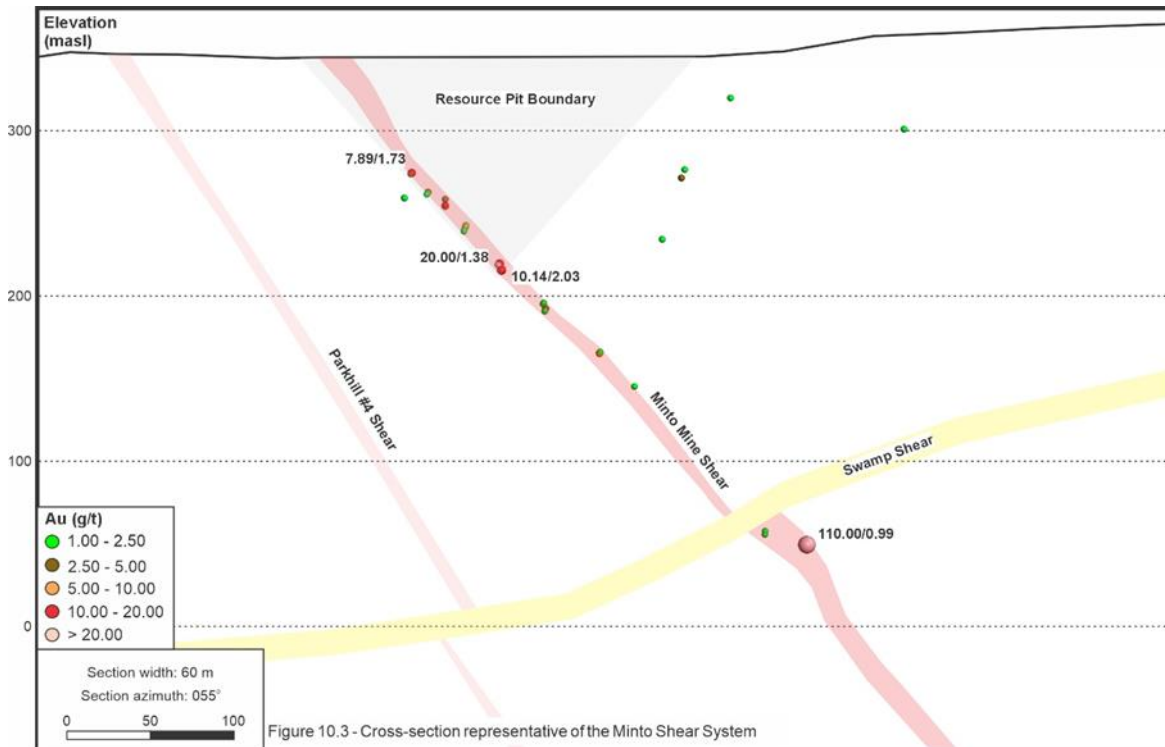 Elevation
(masl)
Resource Pit Boundary
300
7.89/1.73
20.00/1.38
10.14/2.03
200
Parkhill #4 Shear
Minto Mine Shear
Swamp Shear
100
110.00/0.99
Au (g/t)
1.00 - 2.50
2.50 - 5.00
5.00 - 10.00
10.00 - 20.00
> 20.00
0
Section width: 60 m
Section azimuth: 055°
0 50 100
Figure 10.3 - Cross-section representative of the Minto Shear System